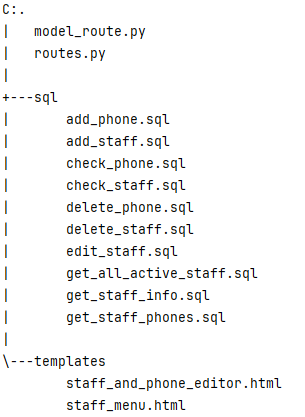 C:.
|   model_route.py
|   routes.py
|
+---sql
|       add_phone.sql
|       add_staff.sql
|       check_phone.sql
|       check_staff.sql
|       delete_phone.sql
|       delete_staff.sql
|       edit_staff.sql
|       get_all_active_staff.sql
|       get_staff_info.sql
|       get_staff_phones.sql
|
\---templates
        staff_and_phone_editor.html
        staff_menu.html